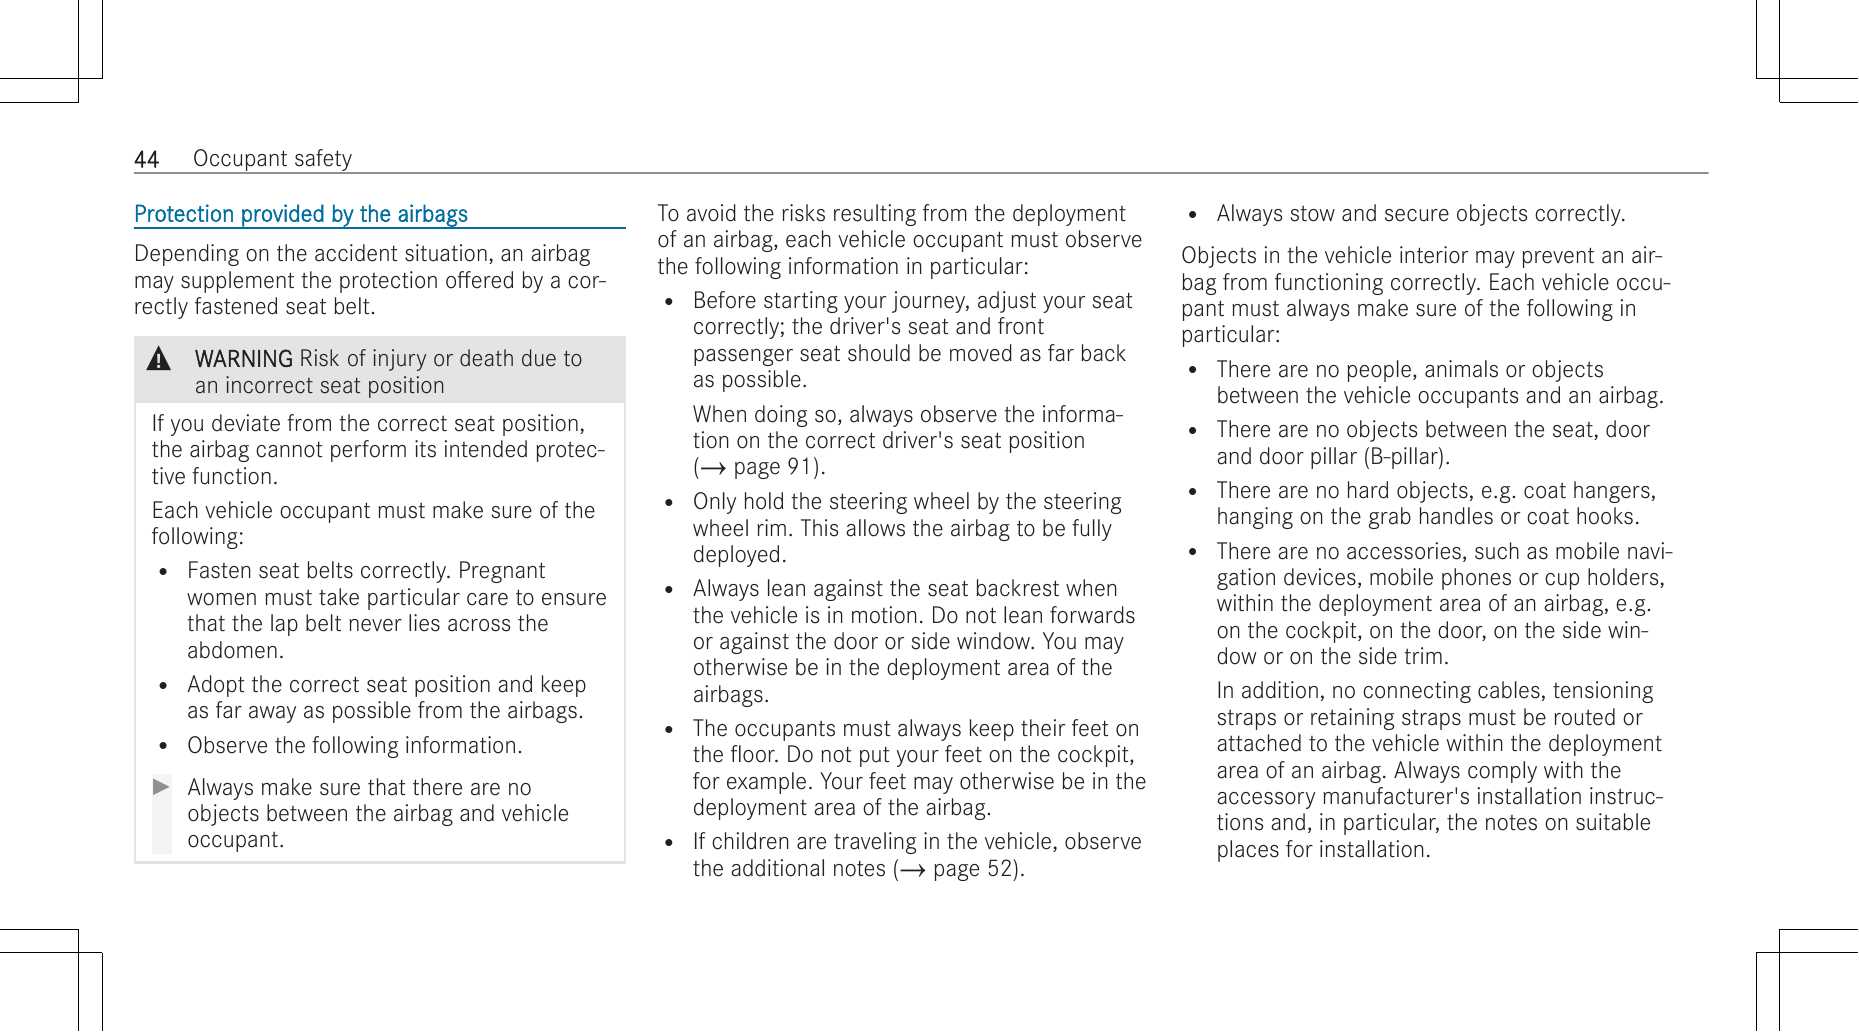 44 Occupant safety
Protection provided by the airbags
Depending on the accident situation, an airbag
may supplement the protection offered by a cor-
rectly fastened seat belt.
WARNING Risk of injury or death due to
an incorrect seat position
If you deviate from the correct seat position,
the airbag cannot perform its intended protec-
tive function.
Each vehicle occupant must make sure of the
following:
• Fasten seat belts correctly. Pregnant
women must take particular care to ensure
that the lap belt never lies across the
abdomen.
• Adopt the correct seat position and keep
as far away as possible from the airbags.
• Observe the following information.
▶ Always make sure that there are no
objects between the airbag and vehicle
occupant.
To avoid the risks resulting from the deployment
of an airbag, each vehicle occupant must observe
the following information in particular:
• Before starting your journey, adjust your seat
correctly; the driver's seat and front
passenger seat should be moved as far back
as possible.
When doing so, always observe the informa-
tion on the correct driver's seat position
(→ page 91).
• Only hold the steering wheel by the steering
wheel rim. This allows the airbag to be fully
deployed.
• Always lean against the seat backrest when
the vehicle is in motion. Do not lean forwards
or against the door or side window. You may
otherwise be in the deployment area of the
airbags.
• The occupants must always keep their feet on
the floor. Do not put your feet on the cockpit,
for example. Your feet may otherwise be in the
deployment area of the airbag.
• If children are traveling in the vehicle, observe
the additional notes (→ page 52).
• Always stow and secure objects correctly.
Objects in the vehicle interior may prevent an air-
bag from functioning correctly. Each vehicle occu-
pant must always make sure of the following in
particular:
• There are no people, animals or objects
between the vehicle occupants and an airbag.
• There are no objects between the seat, door
and door pillar (B-pillar).
• There are no hard objects, e.g. coat hangers,
hanging on the grab handles or coat hooks.
• There are no accessories, such as mobile navi-
gation devices, mobile phones or cup holders,
within the deployment area of an airbag, e.g.
on the cockpit, on the door, on the side win-
dow or on the side trim.
In addition, no connecting cables, tensioning
straps or retaining straps must be routed or
attached to the vehicle within the deployment
area of an airbag. Always comply with the
accessory manufacturer's installation instruc-
tions and, in particular, the notes on suitable
places for installation.